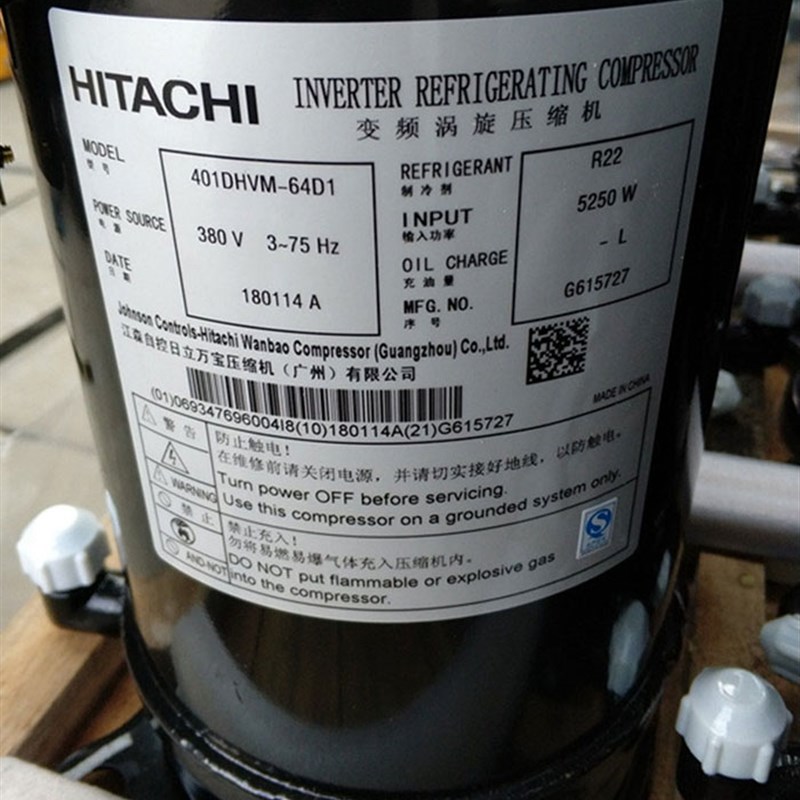 HITACHI
INVERTER REFRIGERATING COMPRESSOR
变频涡旋压缩机
MODEL
型号
401DHVM-64D1
POWER SOURCE
电源
380 V 3~75 Hz
DATE
日期
180114 A
REFRIGERANT
制冷剂
R22
INPUT
输入功率
5250 W
OIL CHARGE
充油量
- L
MFG. NO.
序号
G615727
Johnson Controls-Hitachi Wanbao Compressor (Guangzhou) Co.,Ltd.
江森自控日立万宝压缩机（广州）有限公司
MADE IN CHINA
(01)06934769600418(10)180114A(21)G615727
警告
WARNING
防止触电！
在维修前请关闭电源，并请切实接好地线，以防触电。
Turn power OFF before servicing.
Use this compressor on a grounded system only.
禁止
AND-NOT
禁止充入！
勿将易燃易爆气体充入压缩机内。
DO NOT put flammable or explosive gas
into the compressor.